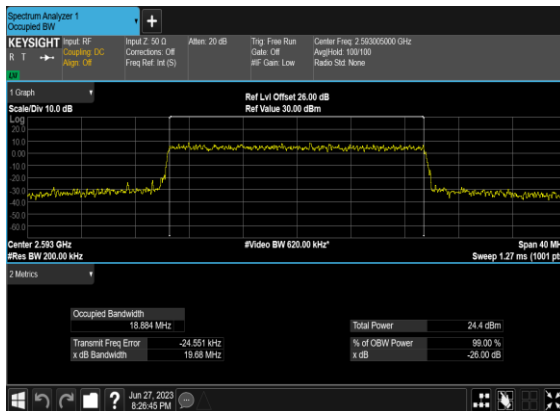 Spectrum Analyzer 1
Occupied BW
KEYSIGHT
R T
Input: RF
Coupling: DC
Align: Off
Input Z: 50 Ω
Corrections: Off
Freq Ref: Int (S)
Atten: 20 dB
Trig: Free Run
Gate: Off
#IF Gain: Low
Center Freq: 2.593005000 GHz
Avg|Hold: 100/100
Radio Std: None
1 Graph
Scale/Div 10.0 dB
Ref Lvl Offset 26.00 dB
Ref Value 30.00 dBm
Log
20.0
10.0
0.00
-10.0
-20.0
-30.0
-40.0
-50.0
-60.0
Center 2.593 GHz
#Video BW 620.00 kHz*
Span 40 MH
#Res BW 200.00 kHz
Sweep 1.27 ms (1001 pts
2 Metrics
Occupied Bandwidth
18.884 MHz
Total Power
24.4 dBm
Transmit Freq Error
-24.551 kHz
% of OBW Power
99.00 %
x dB Bandwidth
19.68 MHz
x dB
-26.00 dB
?
Jun 27, 2023
8:26:45 PM